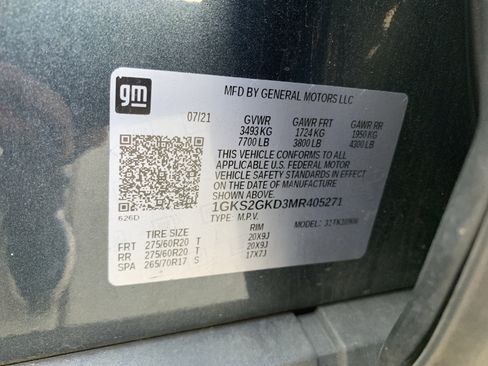 gm
MFD BY GENERAL MOTORS LLC
07/21 GVWR GAWR FRT GAWR RR
3493 KG 1724 KG 1950 KG
7700 LB 3800 LB 4300 LB
THIS VEHICLE CONFORMS TO ALL
APPLICABLE U.S. FEDERAL MOTOR
VEHICLE SAFETY STANDARDS IN
EFFECT ON THE DATE OF MANUFACTURE
SHOWN ABOVE.
1GKS2GKD3MR405271
626D TYPE: M.P.V. MODEL:
TIRE SIZE RIM
FRT 275/60R20 T 20X9J
RR 275/60R20 T 20X9J
SPA 265/70R17 S 17X7J